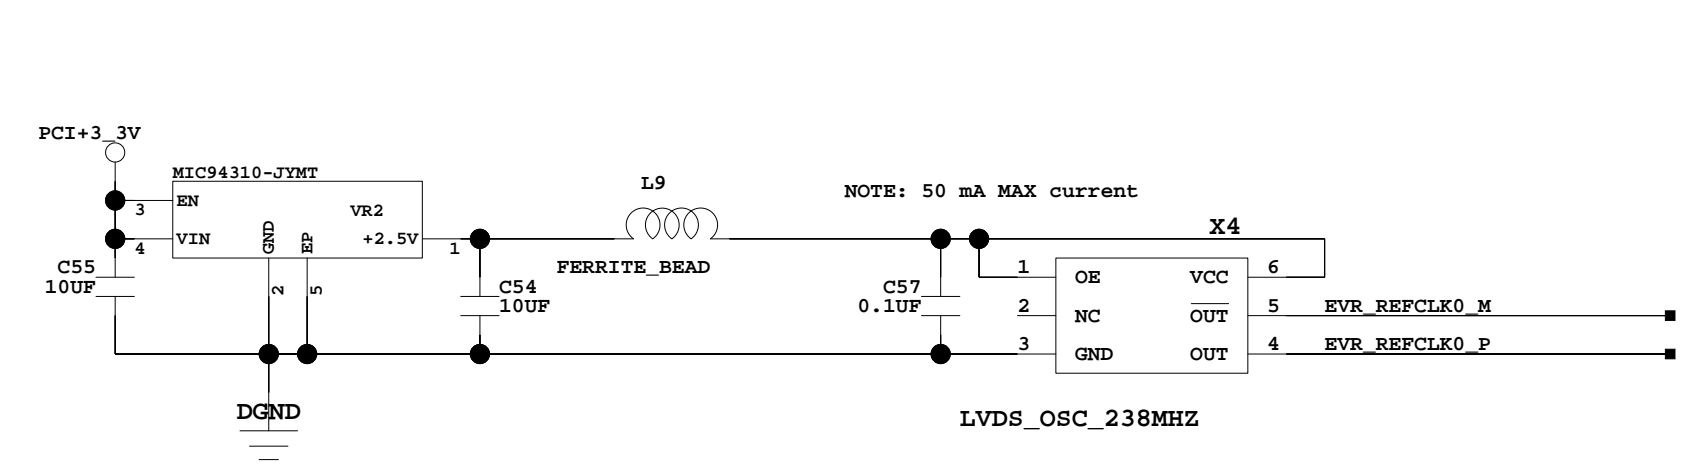 PCI+3_3V
MIC94310-JYMT
L9
NOTE: 50 mA MAX current
3
EN
VR2
GND
EP
X4
4
VIN
+2.5V
1
C55
10UF
2
5
FERRITE_BEAD
C54
10UF
C57
0.1UF
1
OE
VCC
6
2
NC
OUT
5
EVR_REFCLK0_M
3
GND
OUT
4
EVR_REFCLK0_P
DGND
LVDS_OSC_238MHZ